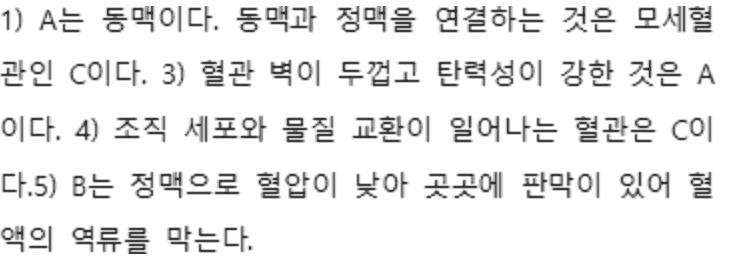 1) A는 동맥이다. 동맥과 정맥을 연결하는 것은 모세혈
관인 C이다. 3) 혈관 벽이 두껍고 탄력성이 강한 것은 A
이다. 4) 조직 세포와 물질 교환이 일어나는 혈관은 C이
다.5) B는 정맥으로 혈압이 낮아 곳곳에 판막이 있어 혈
액의 역류를 막는다.